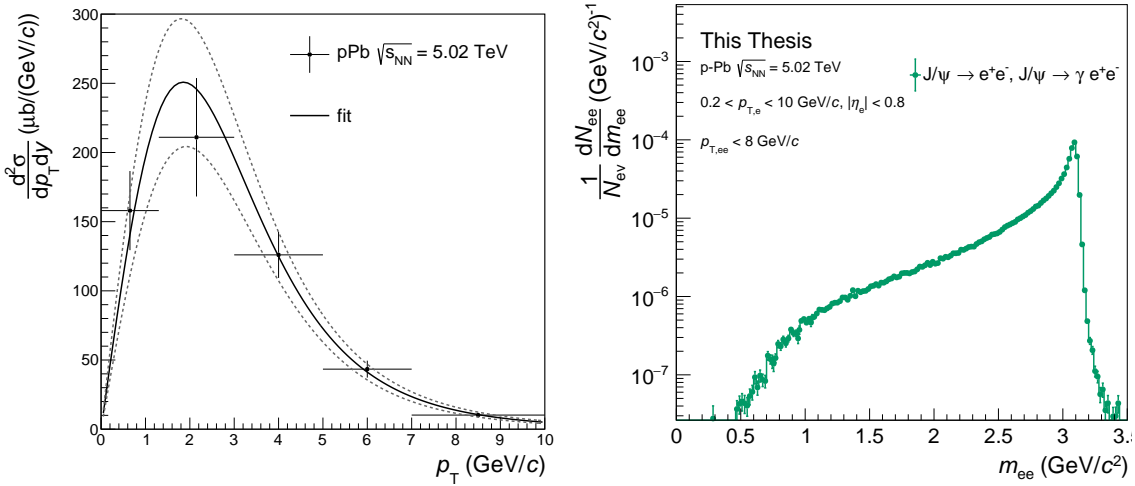 d²σ/dp_T dy (μb/(GeV/c))
300
250
200
150
100
50
0
pPb √s_NN = 5.02 TeV
fit
0 1 2 3 4 5 6 7 8 9 10
p_T (GeV/c)
1/N_ev dN_ee/dm_ee (GeV/c²)⁻¹
10⁻³
10⁻⁴
10⁻⁵
10⁻⁶
10⁻⁷
This Thesis
p-Pb √s_NN = 5.02 TeV
J/ψ → e⁺e⁻, J/ψ → γ e⁺e⁻
0.2 < p_T,e < 10 GeV/c, |η_e| < 0.8
p_T,ee < 8 GeV/c
0 0.5 1 1.5 2 2.5 3 3.5
m_ee (GeV/c²)